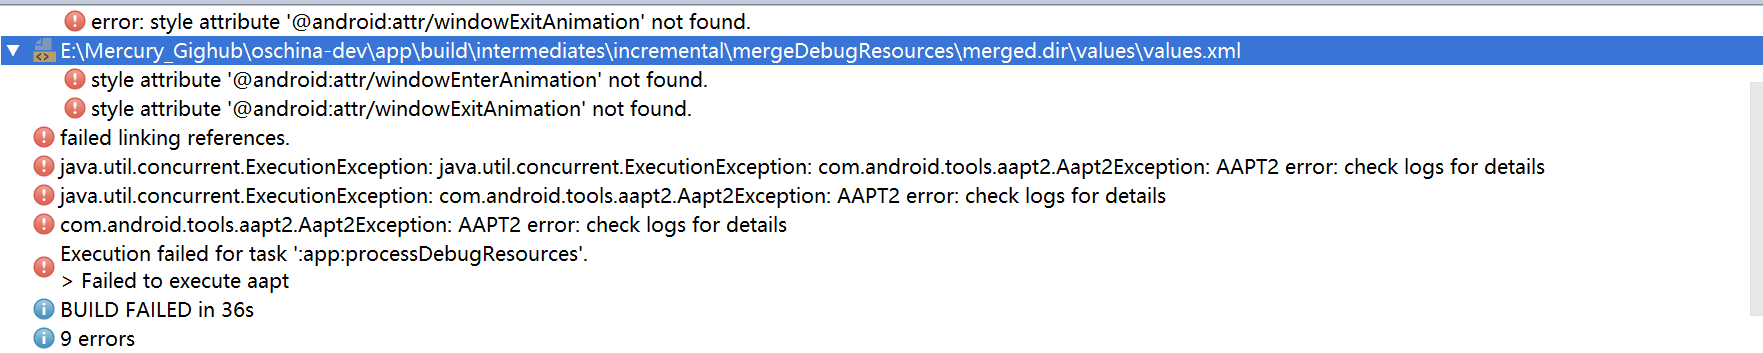 error: style attribute '@android:attr/windowExitAnimation' not found.
E:\Mercury_Gighub\oschina-dev\app\build\intermediates\incremental\mergeDebugResources\merged.dir\values\values.xml
style attribute '@android:attr/windowEnterAnimation' not found.
style attribute '@android:attr/windowExitAnimation' not found.
failed linking references.
java.util.concurrent.ExecutionException: java.util.concurrent.ExecutionException: com.android.tools.aapt2.Aapt2Exception: AAPT2 error: check logs for details
java.util.concurrent.ExecutionException: com.android.tools.aapt2.Aapt2Exception: AAPT2 error: check logs for details
com.android.tools.aapt2.Aapt2Exception: AAPT2 error: check logs for details
Execution failed for task ':app:processDebugResources'.
> Failed to execute aapt
BUILD FAILED in 36s
9 errors